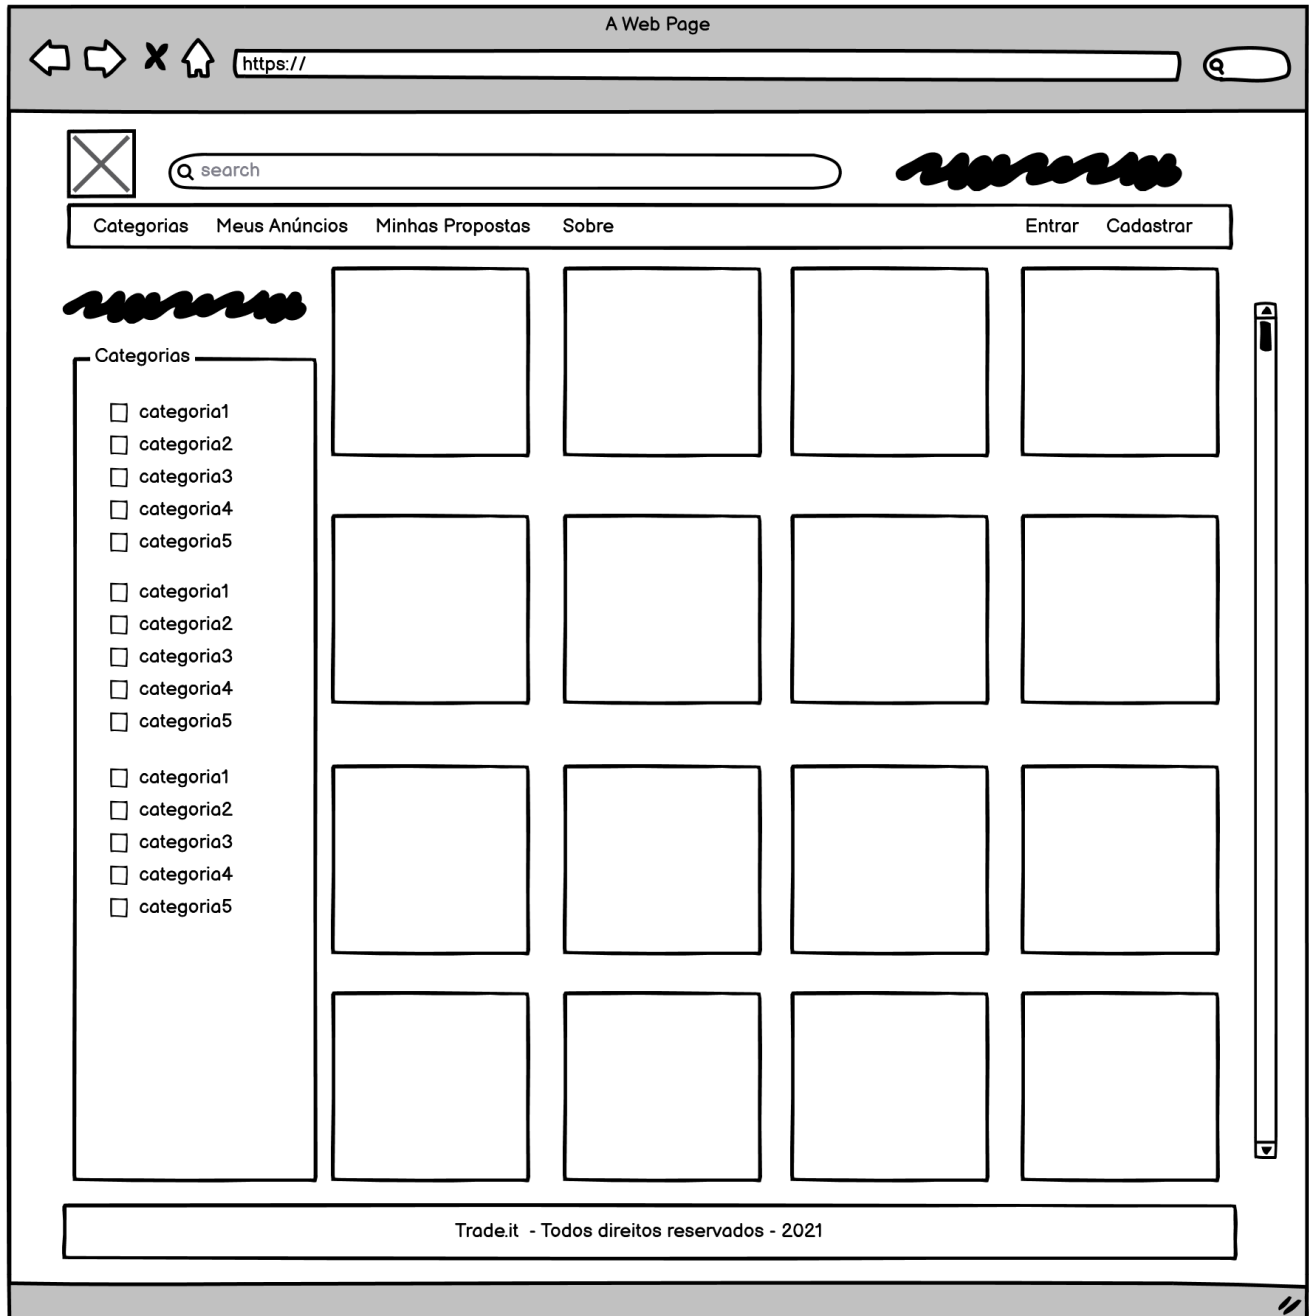 A Web Page
https://
search
Categorias Meus Anúncios Minhas Propostas Sobre Entrar Cadastrar
Categorias
categoria1
categoria2
categoria3
categoria4
categoria5
categoria1
categoria2
categoria3
categoria4
categoria5
categoria1
categoria2
categoria3
categoria4
categoria5
Trade.it - Todos direitos reservados - 2021